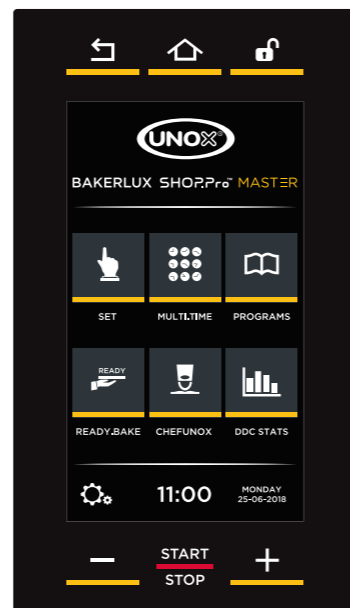 UNOX®
BAKERLUX SHOP.Pro™ MASTER
SET MULTI.TIME PROGRAMS
READY
READY.BAKE CHEFUNOX DDC STATS
11:00 MONDAY
25-06-2018
START
STOP